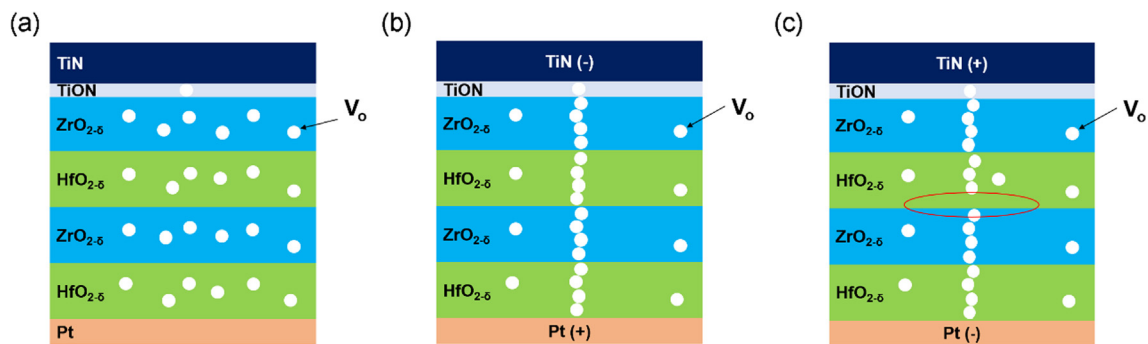 (a)
TiN
TiON
ZrO2-δ
Vo
HfO2-δ
ZrO2-δ
HfO2-δ
Pt
(b)
TiN (-)
TiON
ZrO2-δ
Vo
HfO2-δ
ZrO2-δ
HfO2-δ
Pt (+)
(c)
TiN (+)
TiON
ZrO2-δ
Vo
HfO2-δ
ZrO2-δ
HfO2-δ
Pt (-)